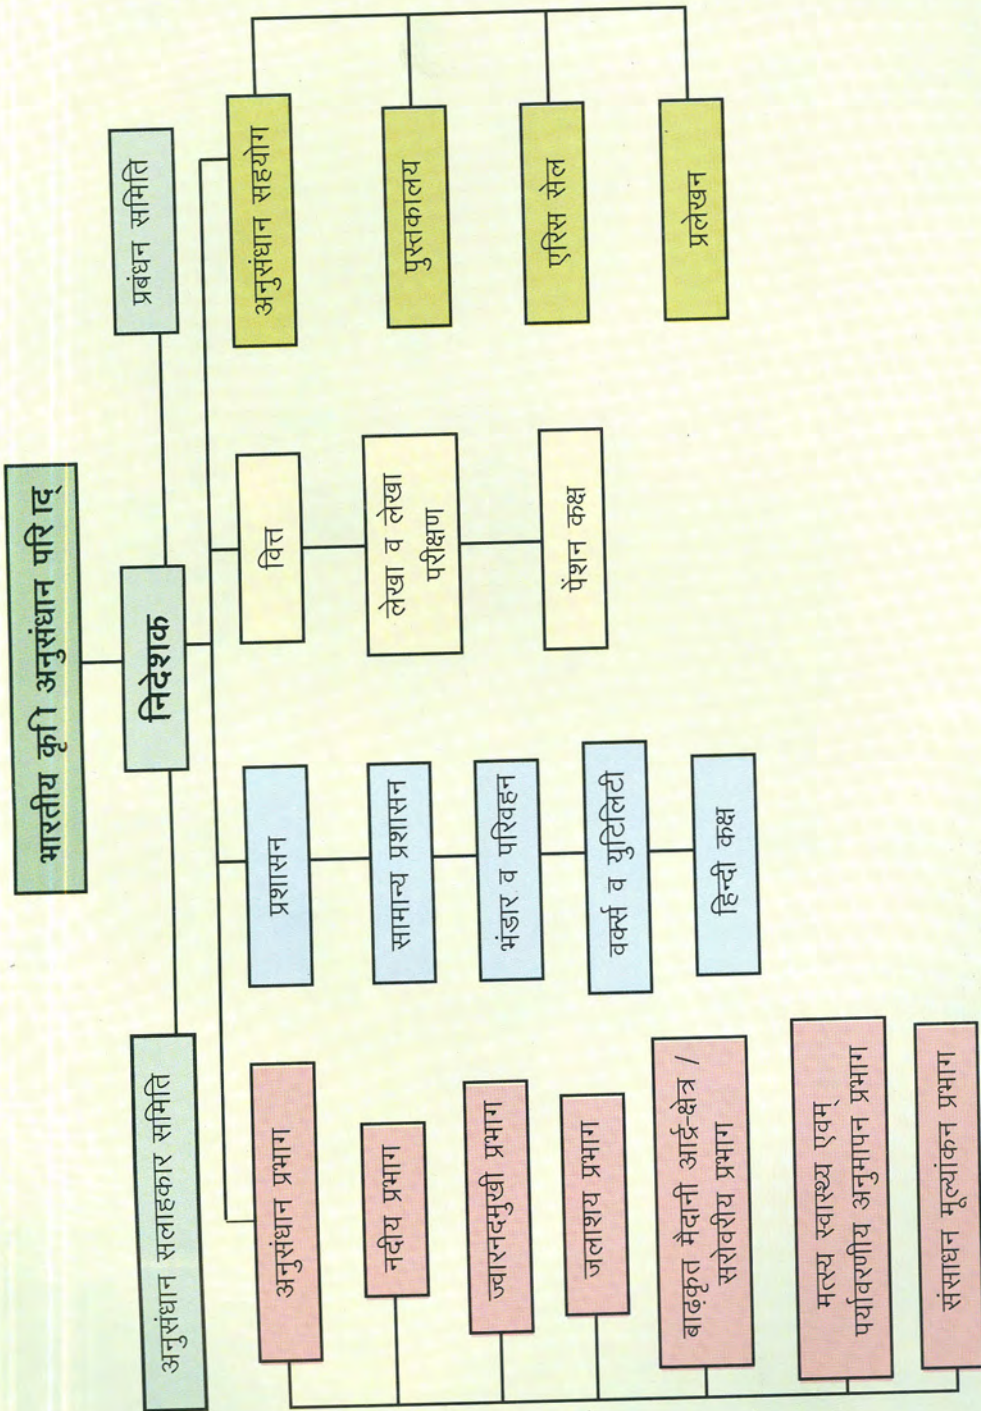 भारतीय कृ अनुसंधान परि द्
निदेशक
अनुसंधान सलाहकार समिति
प्रबंधन समिति
अनुसंधान प्रभाग
नदीय प्रभाग
ज्वारनदमुखी प्रभाग
जलाशय प्रभाग
बाढ़कृत मैदानी आर्द्र-क्षेत्र /
सरोवरीय प्रभाग
मत्स्य स्वास्थ्य एवम्
पर्यावरणीय अनुमापन प्रभाग
संसाधन मूल्यांकन प्रभाग
प्रशासन
सामान्य प्रशासन
भंडार व परिवहन
वर्क्स व युटिलिटी
हिन्दी कक्ष
वित्त
लेखा व लेखा
परीक्षण
पेंशन कक्ष
अनुसंधान सहयोग
पुस्तकालय
एरिस सेल
प्रलेखन